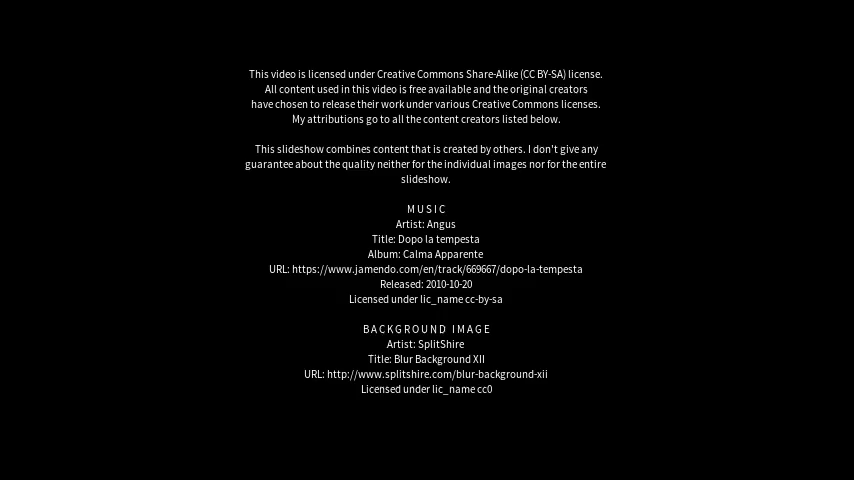 This video is licensed under Creative Commons Share-Alike (CC BY-SA) license.
All content used in this video is free available and the original creators
have chosen to release their work under various Creative Commons licenses.
My attributions go to all the content creators listed below.
This slideshow combines content that is created by others. I don't give any
guarantee about the quality neither for the individual images nor for the entire
slideshow.
MUSIC
Artist: Angus
Title: Dopo la tempesta
Album: Calma Apparente
URL: https://www.jamendo.com/en/track/669667/dopo-la-tempesta
Released: 2010-10-20
Licensed under lic_name cc-by-sa
BACKGROUND IMAGE
Artist: SplitShire
Title: Blur Background XII
URL: http://www.splitshire.com/blur-background-xii
Licensed under lic_name cc0